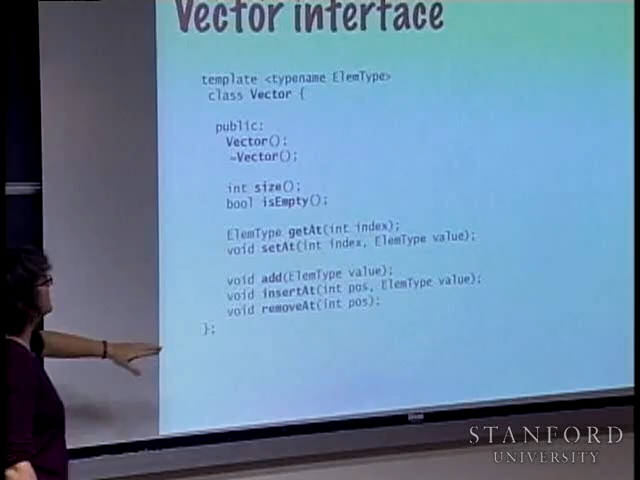 Vector interface
template <typename ElemType>
class Vector {
public:
Vector();
~Vector();
int size();
bool isEmpty();
ElemType getAt(int index);
void setAt(int index, ElemType value);
void add(ElemType value);
void insertAt(int pos, ElemType value);
void removeAt(int pos);
};
STANFORD
UNIVERSITY